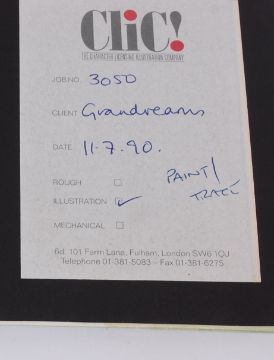 CLiC!
THE CHARACTER LICENSING ILLUSTRATION COMPANY
JOB NO. 3050
CLIENT Grandreams
DATE 11.7.90.
ROUGH
PAINT/
TRACE
ILLUSTRATION ✓
MECHANICAL
6d, 101 Farm Lane, Fulham, London SW6 1QJ
Telephone 01-381-5083 – Fax 01-381-6275